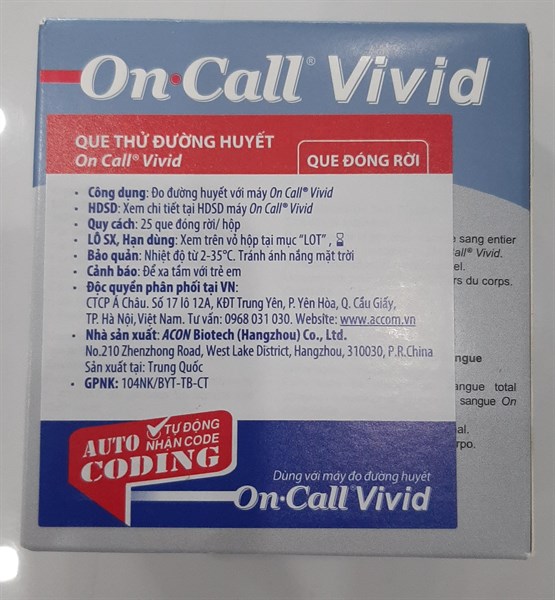 On·Call® Vivid
QUE THỬ ĐƯỜNG HUYẾT
On Call® Vivid
QUE ĐÓNG RỜI
• Công dụng: Đo đường huyết với máy On Call® Vivid
• HDSD: Xem chi tiết tại HDSD máy On Call® Vivid
• Quy cách: 25 que đóng rời/ hộp
• LÔ SX, Hạn dùng: Xem trên vỏ hộp tại mục "LOT" , ⌛
• Bảo quản: Nhiệt độ từ 2-35°C. Tránh ánh nắng mặt trời
• Cảnh báo: Để xa tầm với trẻ em
• Độc quyền phân phối tại VN:
CTCP Á Châu. Số 17 lô 12A, KĐT Trung Yên, P. Yên Hòa, Q. Cầu Giấy,
TP. Hà Nội, Việt Nam. Tư vấn: 0968 031 030. Website: www.accom.vn
• Nhà sản xuất: ACON Biotech (Hangzhou) Co., Ltd.
No.210 Zhenzhong Road, West Lake District, Hangzhou, 310030, P.R.China
Sản xuất tại: Trung Quốc
• GPNK: 104NK/BYT-TB-CT
sang entier
all® Vivid.
el.
rs du corps.
ngue
angue total
sangue On
al.
rpo.
AUTO
CODING
TỰ ĐỘNG
NHẬN CODE
Dùng với máy đo đường huyết
On·Call® Vivid